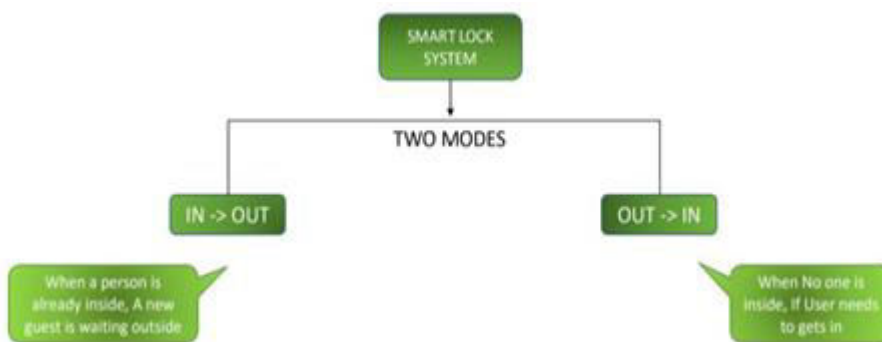 SMART LOCK
SYSTEM
TWO MODES
IN -> OUT
OUT -> IN
When a person is
already inside, A new
guest is waiting outside
When No one is
inside, If User needs
to gets in